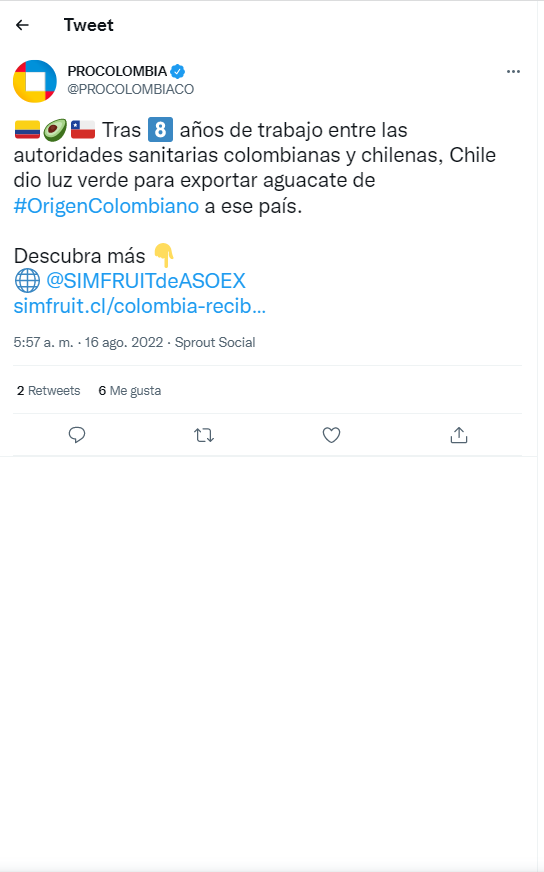 Tweet
PROCOLOMBIA
@PROCOLOMBIACO
🇨🇴🥑🇨🇱 Tras 8️⃣ años de trabajo entre las
autoridades sanitarias colombianas y chilenas, Chile
dio luz verde para exportar aguacate de
#OrigenColombiano a ese país.
Descubra más 👇
🌐 @SIMFRUITdeASOEX
simfruit.cl/colombia-recib…
5:57 a. m. · 16 ago. 2022 · Sprout Social
2 Retweets 6 Me gusta